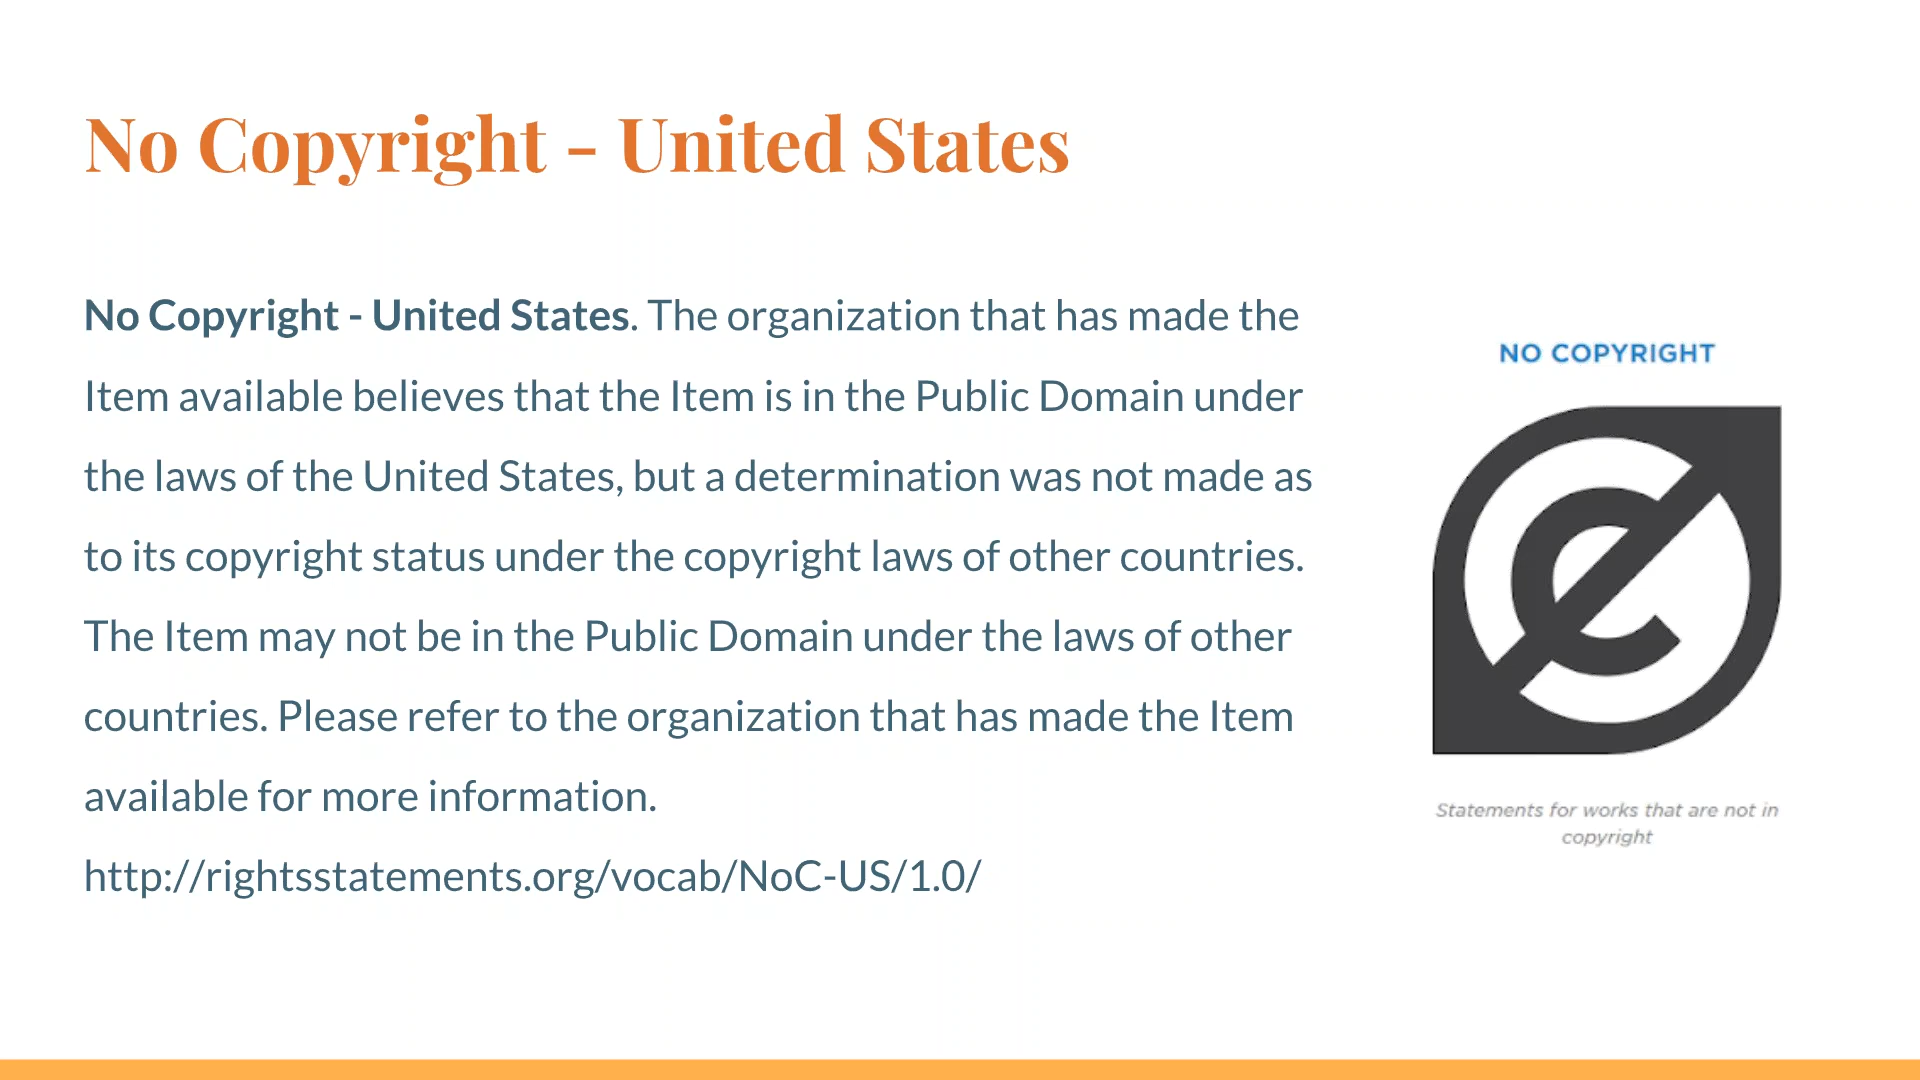 No Copyright - United States
No Copyright - United States. The organization that has made the
Item available believes that the Item is in the Public Domain under
the laws of the United States, but a determination was not made as
to its copyright status under the copyright laws of other countries.
The Item may not be in the Public Domain under the laws of other
countries. Please refer to the organization that has made the Item
available for more information.
http://rightsstatements.org/vocab/NoC-US/1.0/
NO COPYRIGHT
Statements for works that are not in
copyright